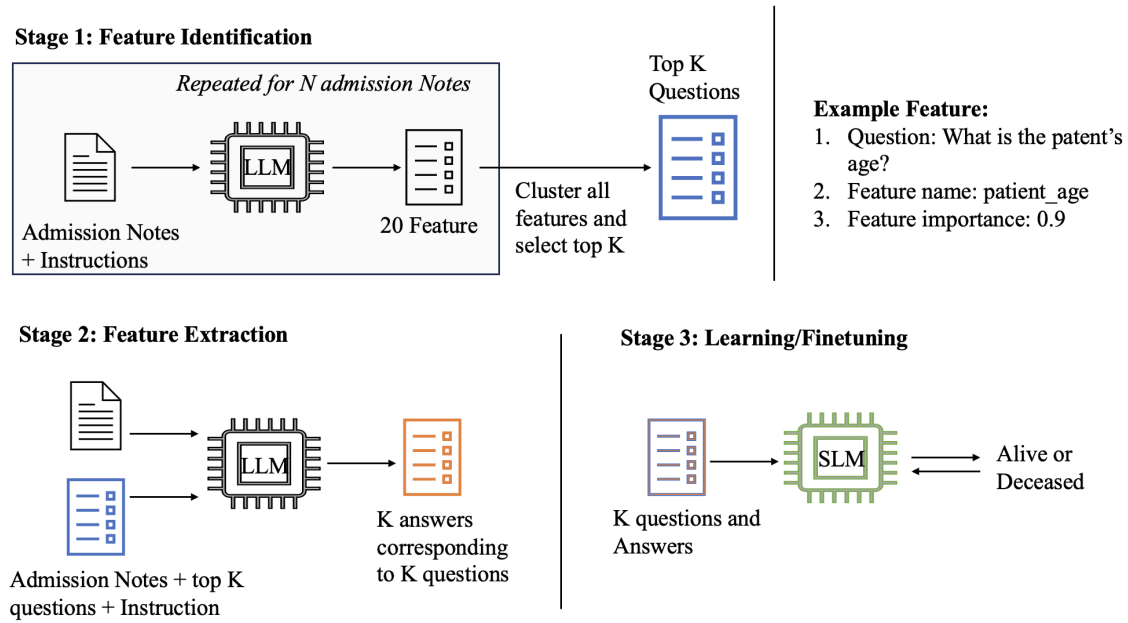 Stage 1: Feature Identification
Repeated for N admission Notes
LLM
Admission Notes
+ Instructions
20 Feature
Cluster all
features and
select top K
Top K
Questions
Example Feature:
1. Question: What is the patent's
age?
2. Feature name: patient_age
3. Feature importance: 0.9
Stage 2: Feature Extraction
LLM
Admission Notes + top K
questions + Instruction
K answers
corresponding
to K questions
Stage 3: Learning/Finetuning
K questions and
Answers
SLM
Alive or
Deceased